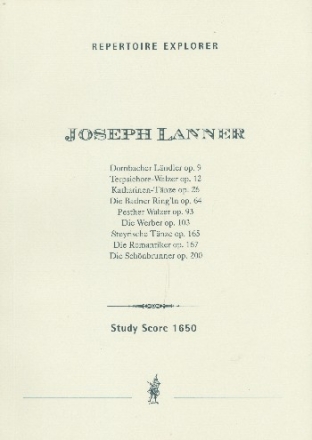 REPERTOIRE EXPLORER
JOSEPH LANNER
Dornbacher Ländler op. 9
Terpsichore-Walzer op. 12
Katharinen-Tänze op. 26
Die Badner Ring'ln op. 64
Pesther Walzer op. 93
Die Werber op. 103
Steyrische Tänze op. 165
Die Romantiker op. 167
Die Schönbrunner op. 200
Study Score 1650